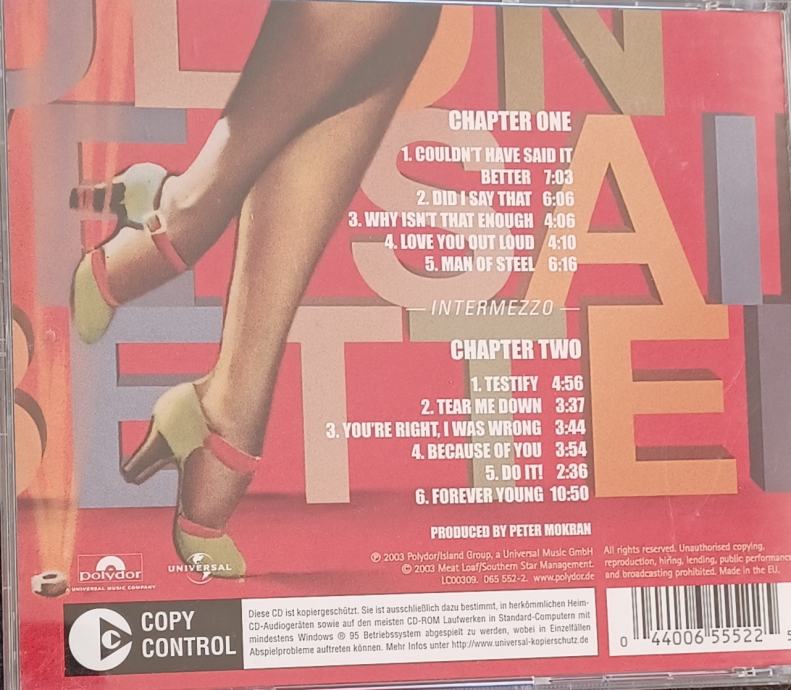 CHAPTER ONE
1. COULDN'T HAVE SAID IT
BETTER 7:03
2. DID I SAY THAT 6:06
3. WHY ISN'T THAT ENOUGH 4:06
4. LOVE YOU OUT LOUD 4:10
5. MAN OF STEEL 6:16
— INTERMEZZO —
CHAPTER TWO
1. TESTIFY 4:56
2. TEAR ME DOWN 3:37
3. YOU'RE RIGHT, I WAS WRONG 3:44
4. BECAUSE OF YOU 3:54
5. DO IT! 2:36
6. FOREVER YOUNG 10:50
PRODUCED BY PETER MOKRAN
℗ 2003 Polydor/Island Group, a Universal Music GmbH
© 2003 Meat Loaf/Southern Star Management.
LC00309. 065 552-2. www.polydor.de
All rights reserved. Unauthorised copying,
reproduction, hiring, lending, public performance
and broadcasting prohibited. Made in the EU.
polydor
A UNIVERSAL MUSIC COMPANY
UNIVERSAL
COPY
CONTROL
Diese CD ist kopiergeschützt. Sie ist ausschließlich dazu bestimmt, in herkömmlichen Heim-
CD-Audiogeräten sowie auf den meisten CD-ROM Laufwerken in Standard-Computern mit
mindestens Windows ® 95 Betriebssystem abgespielt zu werden, wobei in Einzelfällen
Abspielprobleme auftreten können. Mehr Infos unter http://www.universal-kopierschutz.de
0 44006 55522 5
SAI
BETTE